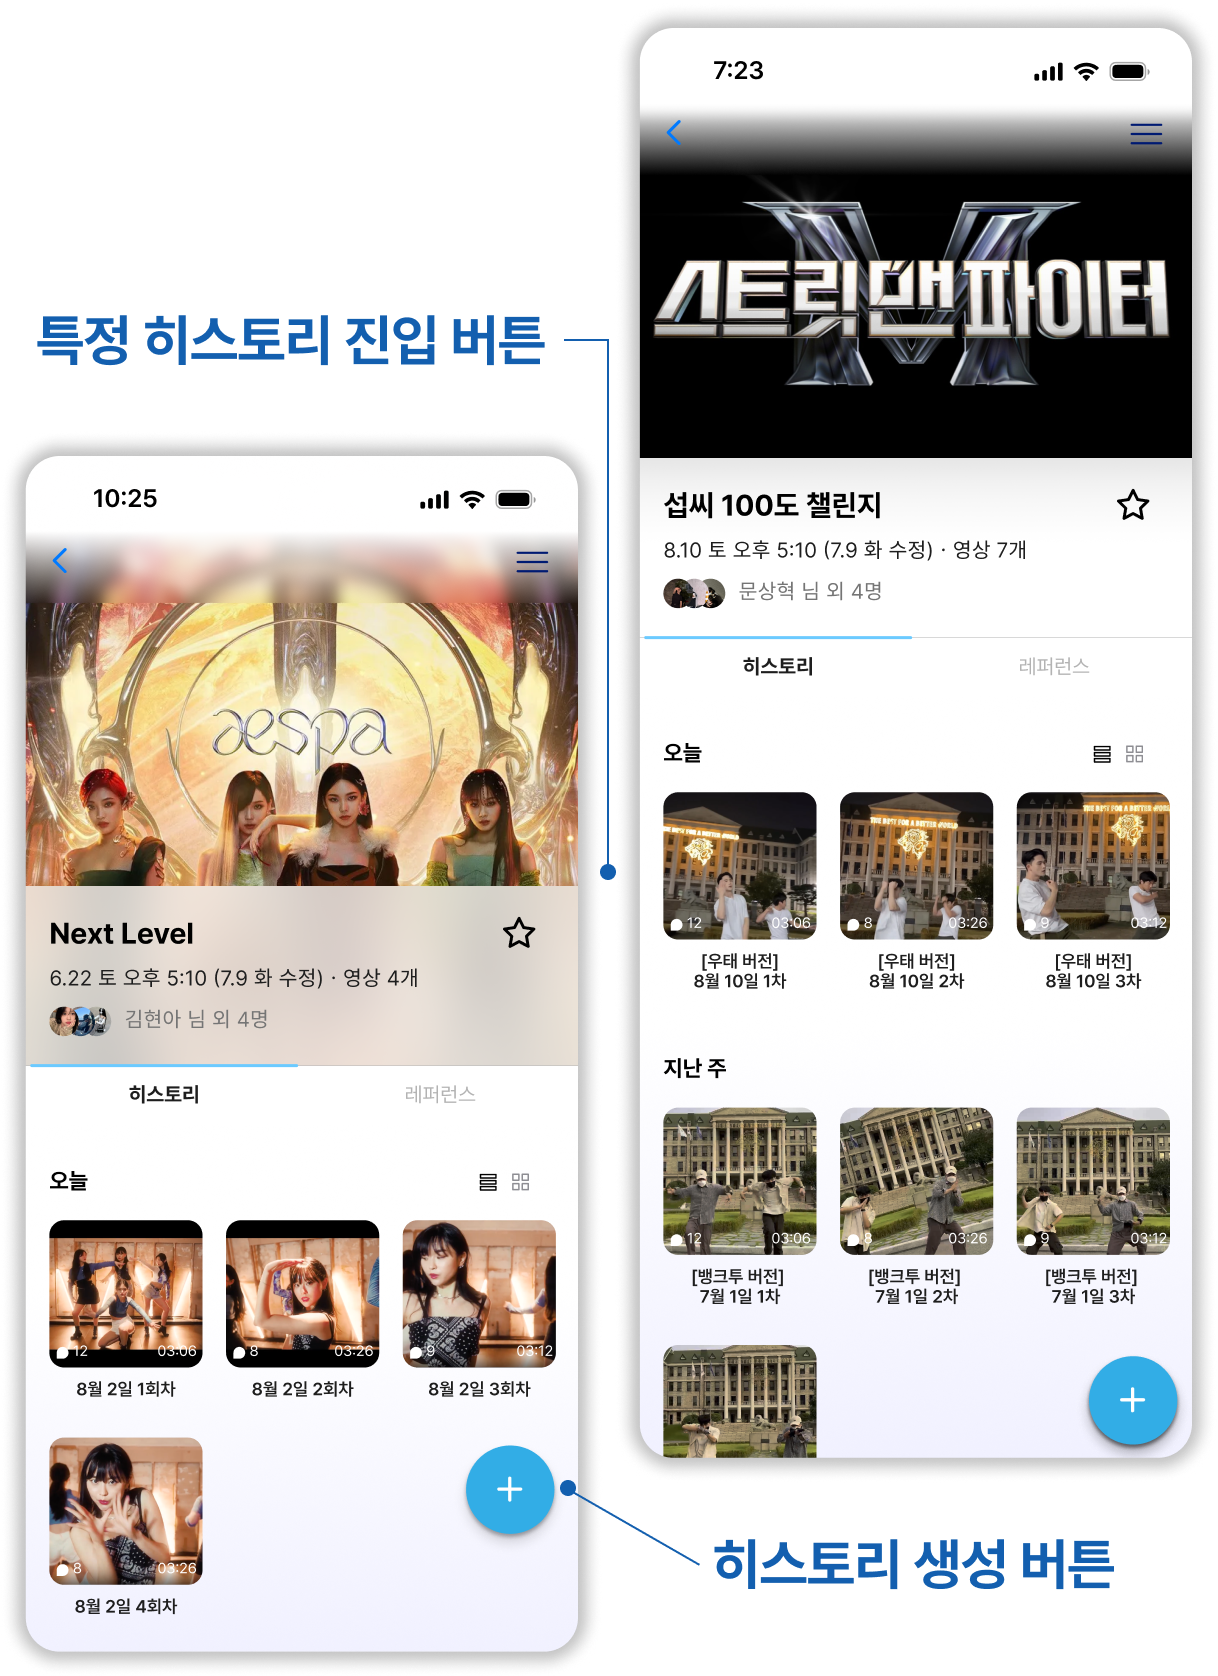 특정 히스토리 진입 버튼
10:25
æspa
Next Level
6.22 토 오후 5:10 (7.9 화 수정) · 영상 4개
김현아 님 외 4명
히스토리 레퍼런스
오늘
12 03:06 8 03:26 9 03:12
8월 2일 1회차 8월 2일 2회차 8월 2일 3회차
8 03:26
8월 2일 4회차
7:23
스트릿맨파이터
섭씨 100도 챌린지
8.10 토 오후 5:10 (7.9 화 수정) · 영상 7개
문상혁 님 외 4명
히스토리 레퍼런스
오늘
THE BEST FOR A BETTER WORLD
12 03:06 8 03:26 9 03:12
[우태 버전] [우태 버전] [우태 버전]
8월 10일 1차 8월 10일 2차 8월 10일 3차
지난 주
12 03:06 8 03:26 9 03:12
[뱅크투 버전] [뱅크투 버전] [뱅크투 버전]
7월 1일 1차 7월 1일 2차 7월 1일 3차
히스토리 생성 버튼